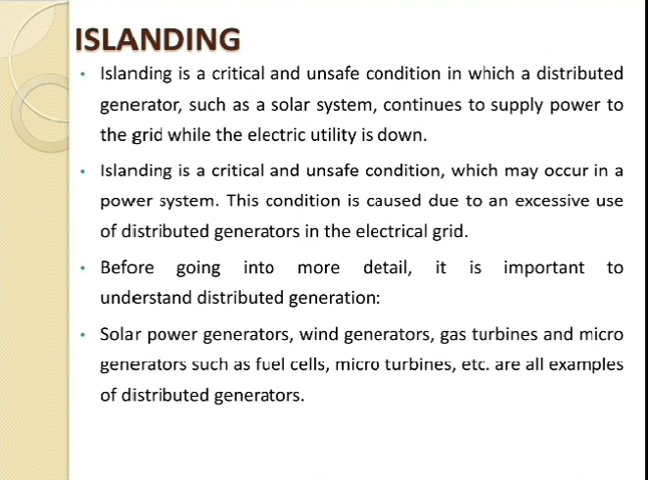 ISLANDING
• Islanding is a critical and unsafe condition in which a distributed
generator, such as a solar system, continues to supply power to
the grid while the electric utility is down.
• Islanding is a critical and unsafe condition, which may occur in a
power system. This condition is caused due to an excessive use
of distributed generators in the electrical grid.
• Before going into more detail, it is important to
understand distributed generation:
• Solar power generators, wind generators, gas turbines and micro
generators such as fuel cells, micro turbines, etc. are all examples
of distributed generators.